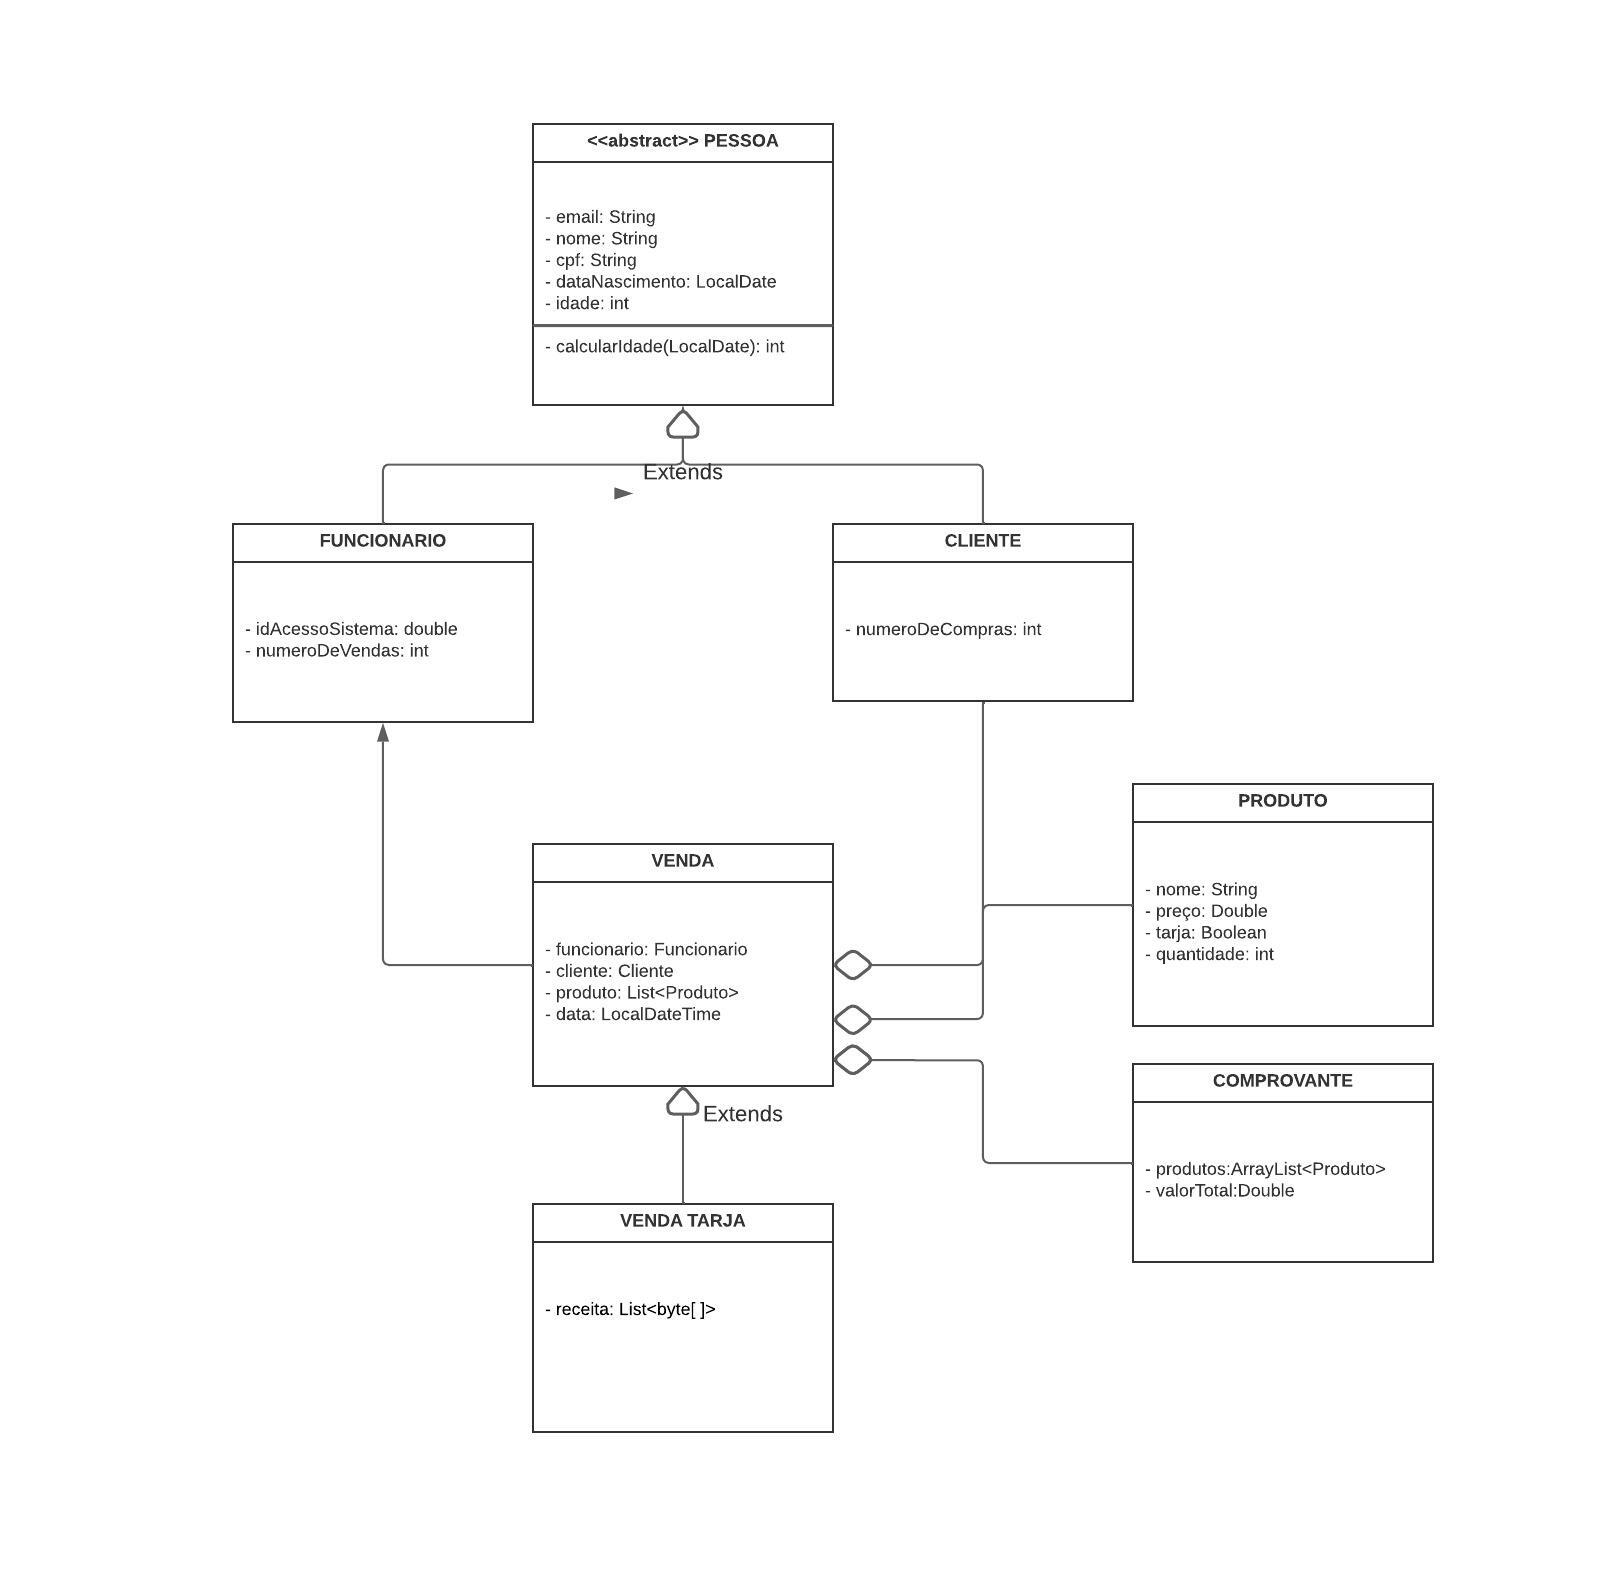 <<abstract>> PESSOA
- email: String
- nome: String
- cpf: String
- dataNascimento: LocalDate
- idade: int
- calcularIdade(LocalDate): int
Extends
FUNCIONARIO
- idAcessoSistema: double
- numeroDeVendas: int
CLIENTE
- numeroDeCompras: int
PRODUTO
- nome: String
- preço: Double
- tarja: Boolean
- quantidade: int
VENDA
- funcionario: Funcionario
- cliente: Cliente
- produto: List<Produto>
- data: LocalDateTime
Extends
COMPROVANTE
- produtos:ArrayList<Produto>
- valorTotal:Double
VENDA TARJA
- receita: List<byte[ ]>